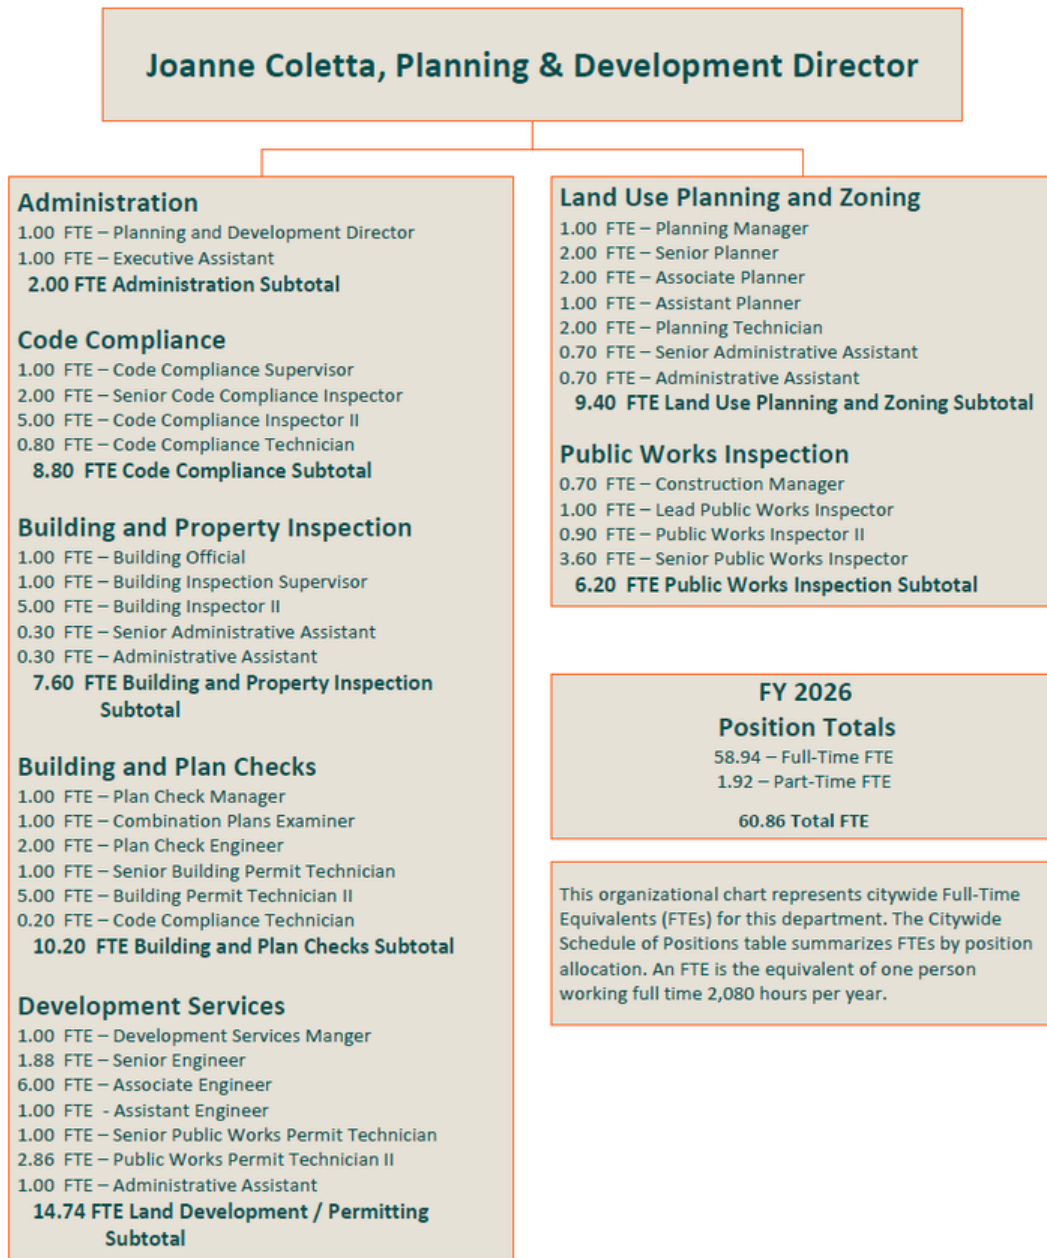 Joanne Coletta, Planning & Development Director
Administration
1.00 FTE – Planning and Development Director
1.00 FTE – Executive Assistant
2.00 FTE Administration Subtotal
Code Compliance
1.00 FTE – Code Compliance Supervisor
2.00 FTE – Senior Code Compliance Inspector
5.00 FTE – Code Compliance Inspector II
0.80 FTE – Code Compliance Technician
8.80 FTE Code Compliance Subtotal
Building and Property Inspection
1.00 FTE – Building Official
1.00 FTE – Building Inspection Supervisor
5.00 FTE – Building Inspector II
0.30 FTE – Senior Administrative Assistant
0.30 FTE – Administrative Assistant
7.60 FTE Building and Property Inspection
Subtotal
Building and Plan Checks
1.00 FTE – Plan Check Manager
1.00 FTE – Combination Plans Examiner
2.00 FTE – Plan Check Engineer
1.00 FTE – Senior Building Permit Technician
5.00 FTE – Building Permit Technician II
0.20 FTE – Code Compliance Technician
10.20 FTE Building and Plan Checks Subtotal
Development Services
1.00 FTE – Development Services Manger
1.88 FTE – Senior Engineer
6.00 FTE – Associate Engineer
1.00 FTE - Assistant Engineer
1.00 FTE – Senior Public Works Permit Technician
2.86 FTE – Public Works Permit Technician II
1.00 FTE – Administrative Assistant
14.74 FTE Land Development / Permitting
Subtotal
Land Use Planning and Zoning
1.00 FTE – Planning Manager
2.00 FTE – Senior Planner
2.00 FTE – Associate Planner
1.00 FTE – Assistant Planner
2.00 FTE – Planning Technician
0.70 FTE – Senior Administrative Assistant
0.70 FTE – Administrative Assistant
9.40 FTE Land Use Planning and Zoning Subtotal
Public Works Inspection
0.70 FTE – Construction Manager
1.00 FTE – Lead Public Works Inspector
0.90 FTE – Public Works Inspector II
3.60 FTE – Senior Public Works Inspector
6.20 FTE Public Works Inspection Subtotal
FY 2026
Position Totals
58.94 – Full-Time FTE
1.92 – Part-Time FTE
60.86 Total FTE
This organizational chart represents citywide Full-Time
Equivalents (FTEs) for this department. The Citywide
Schedule of Positions table summarizes FTEs by position
allocation. An FTE is the equivalent of one person
working full time 2,080 hours per year.